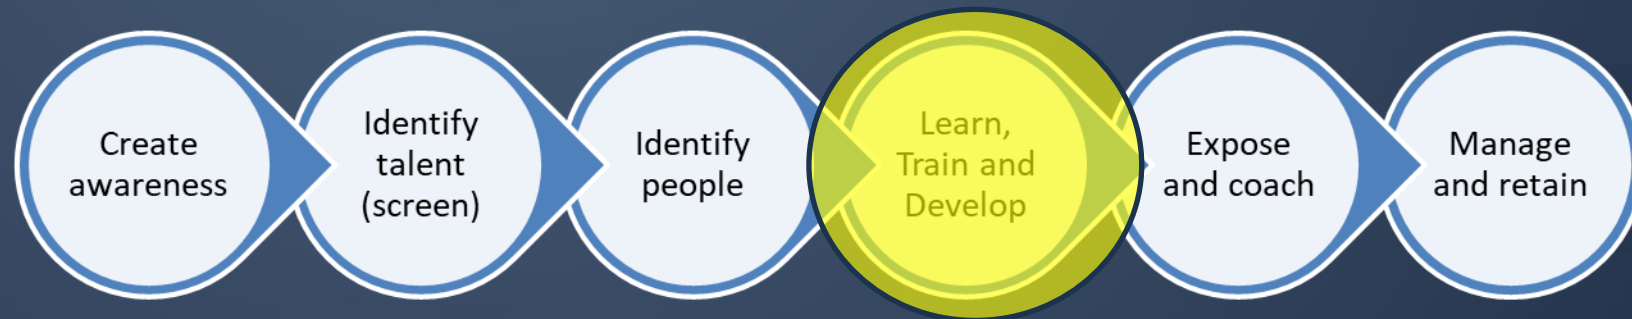 Create
awareness
Identify
talent
(screen)
Identify
people
Learn,
Train and
Develop
Expose
and coach
Manage
and retain